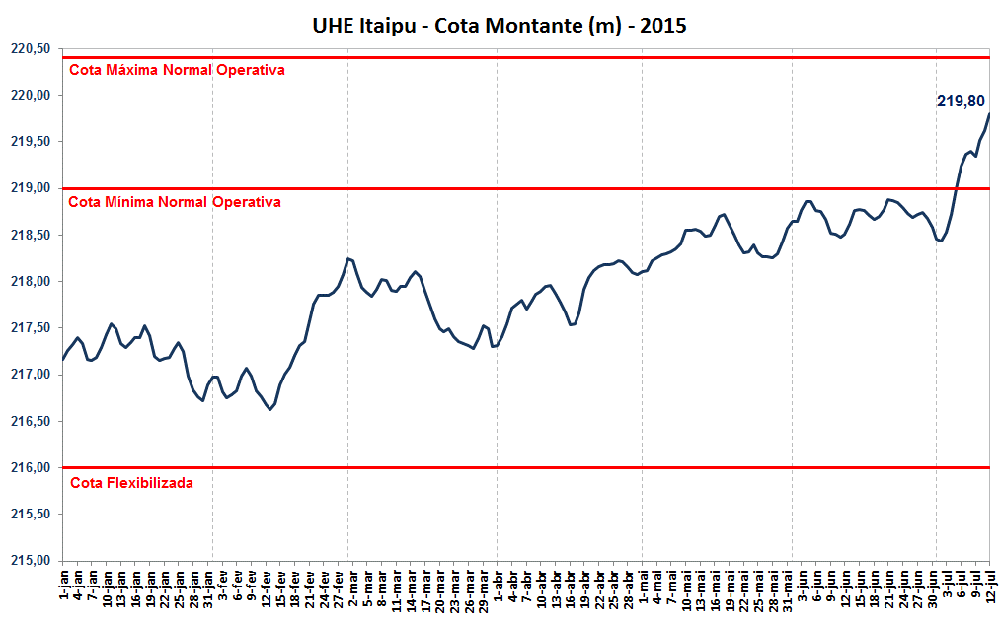 UHE Itaipu - Cota Montante (m) - 2015
220,50
Cota Máxima Normal Operativa
220,00
219,80
219,50
219,00
Cota Mínima Normal Operativa
218,50
218,00
217,50
217,00
216,50
216,00
Cota Flexibilizada
215,50
215,00
1-jan
4-jan
7-jan
10-jan
13-jan
16-jan
19-jan
22-jan
25-jan
28-jan
31-jan
3-fev
6-fev
9-fev
12-fev
15-fev
18-fev
21-fev
24-fev
27-fev
2-mar
5-mar
8-mar
11-mar
14-mar
17-mar
20-mar
23-mar
26-mar
29-mar
1-abr
4-abr
7-abr
10-abr
13-abr
16-abr
19-abr
22-abr
25-abr
28-abr
1-mai
4-mai
7-mai
10-mai
13-mai
16-mai
19-mai
22-mai
25-mai
28-mai
31-mai
3-jun
6-jun
9-jun
12-jun
15-jun
18-jun
21-jun
24-jun
27-jun
30-jun
3-jul
6-jul
9-jul
12-jul